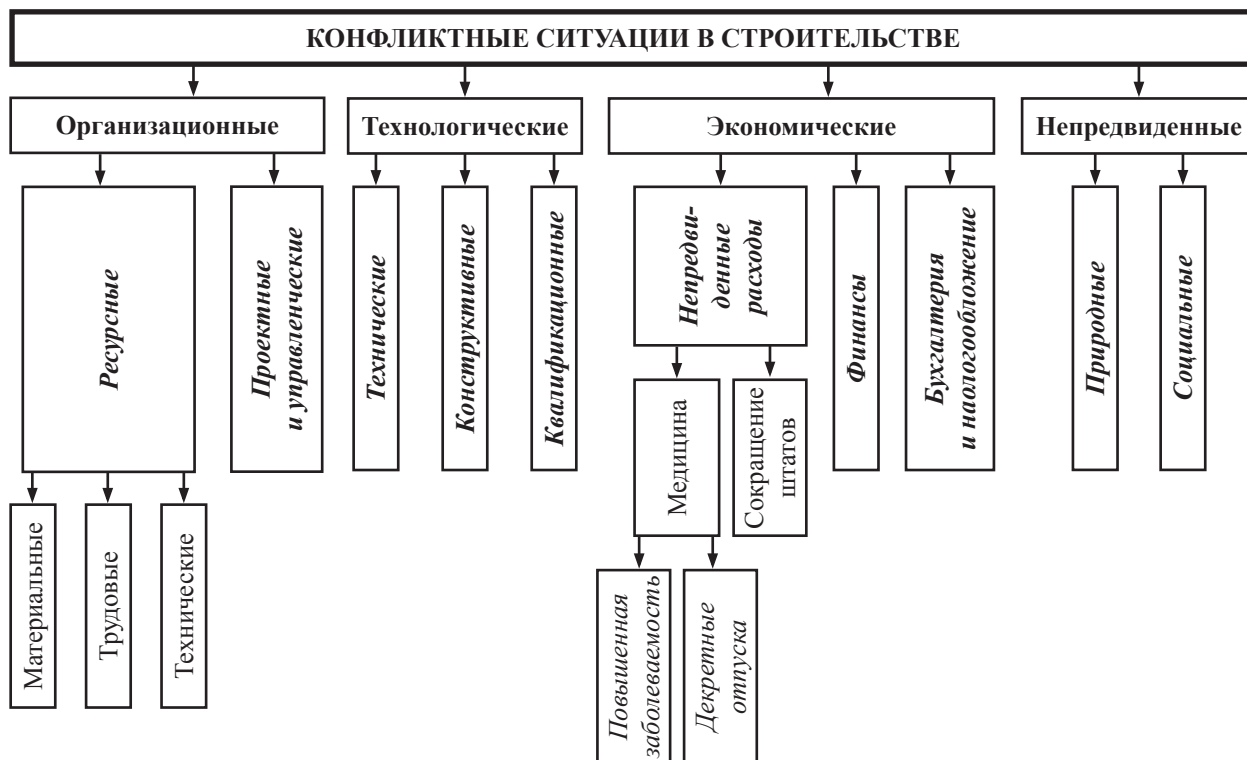 КОНФЛИКТНЫЕ СИТУАЦИИ В СТРОИТЕЛЬСТВЕ
Организационные
Технологические
Экономические
Непредвиденные
Ресурсные
Проектные
и управленческие
Технические
Конструктивные
Квалификационные
Непредви-
денные
расходы
Финансы
Бухгалтерия
и наологобложение
Природные
Социальные
Медицина
Сокращение
штатов
Материальные
Трудовые
Технические
Повышенная
заболеваемость
Декретные
отпуска